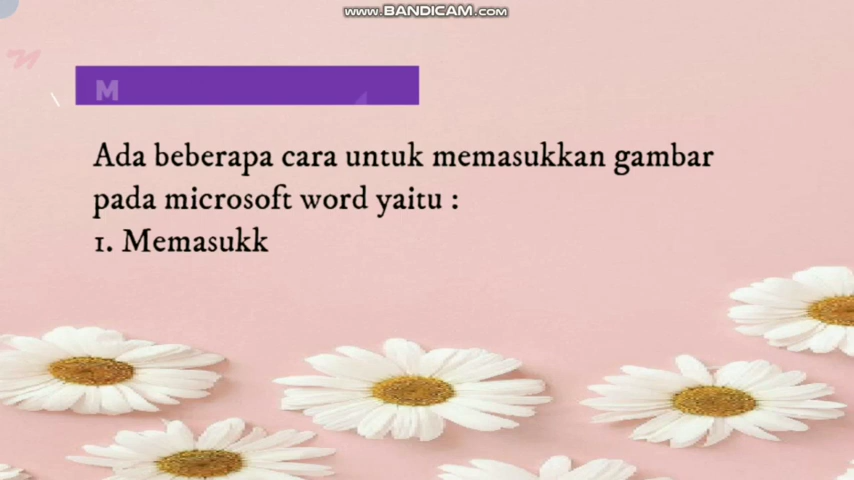 www.BANDICAM.com
M
Ada beberapa cara untuk memasukkan gambar
pada microsoft word yaitu :
1. Memasukk